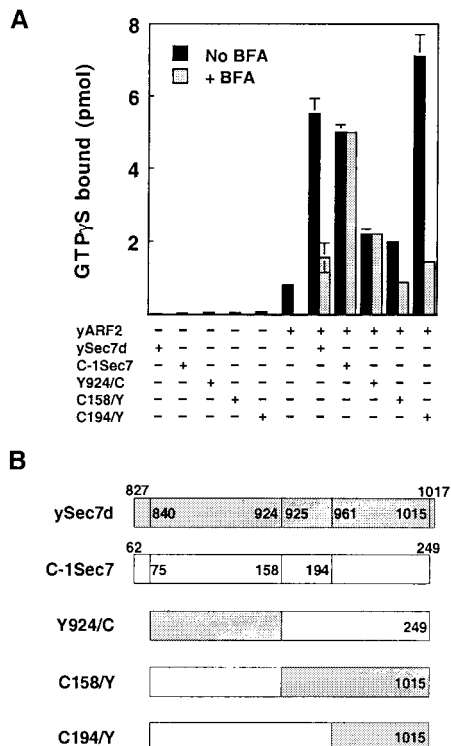 A
No BFA
+ BFA
GTPγS bound (pmol)
8
6
4
2
yARF2 – – – – – + + + + + +
ySec7d + – – – – – + – – – –
C-1Sec7 – + – – – – – + – – –
Y924/C – – + – – – – – + – –
C158/Y – – – + – – – – – + –
C194/Y – – – – + – – – – – +
B
827 1017
ySec7d 840 924 925 961 1015
62 249
C-1Sec7 75 158 194
Y924/C 249
C158/Y 1015
C194/Y 1015